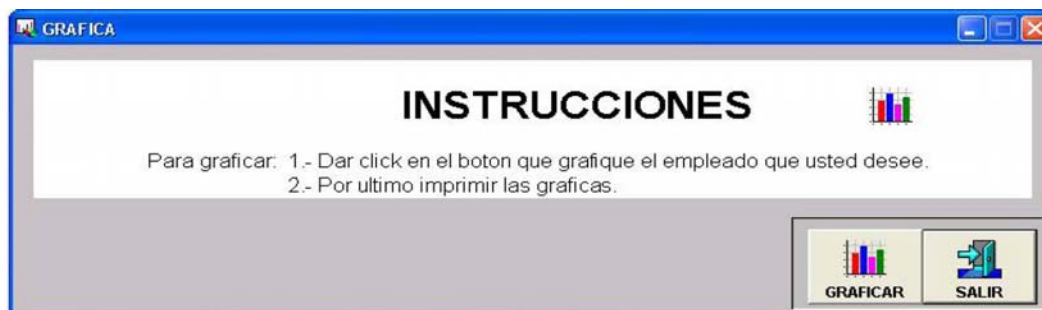 GRAFICA
INSTRUCCIONES
Para graficar: 1.- Dar click en el boton que grafique el empleado que usted desee.
2.- Por ultimo imprimir las graficas.
GRAFICAR SALIR